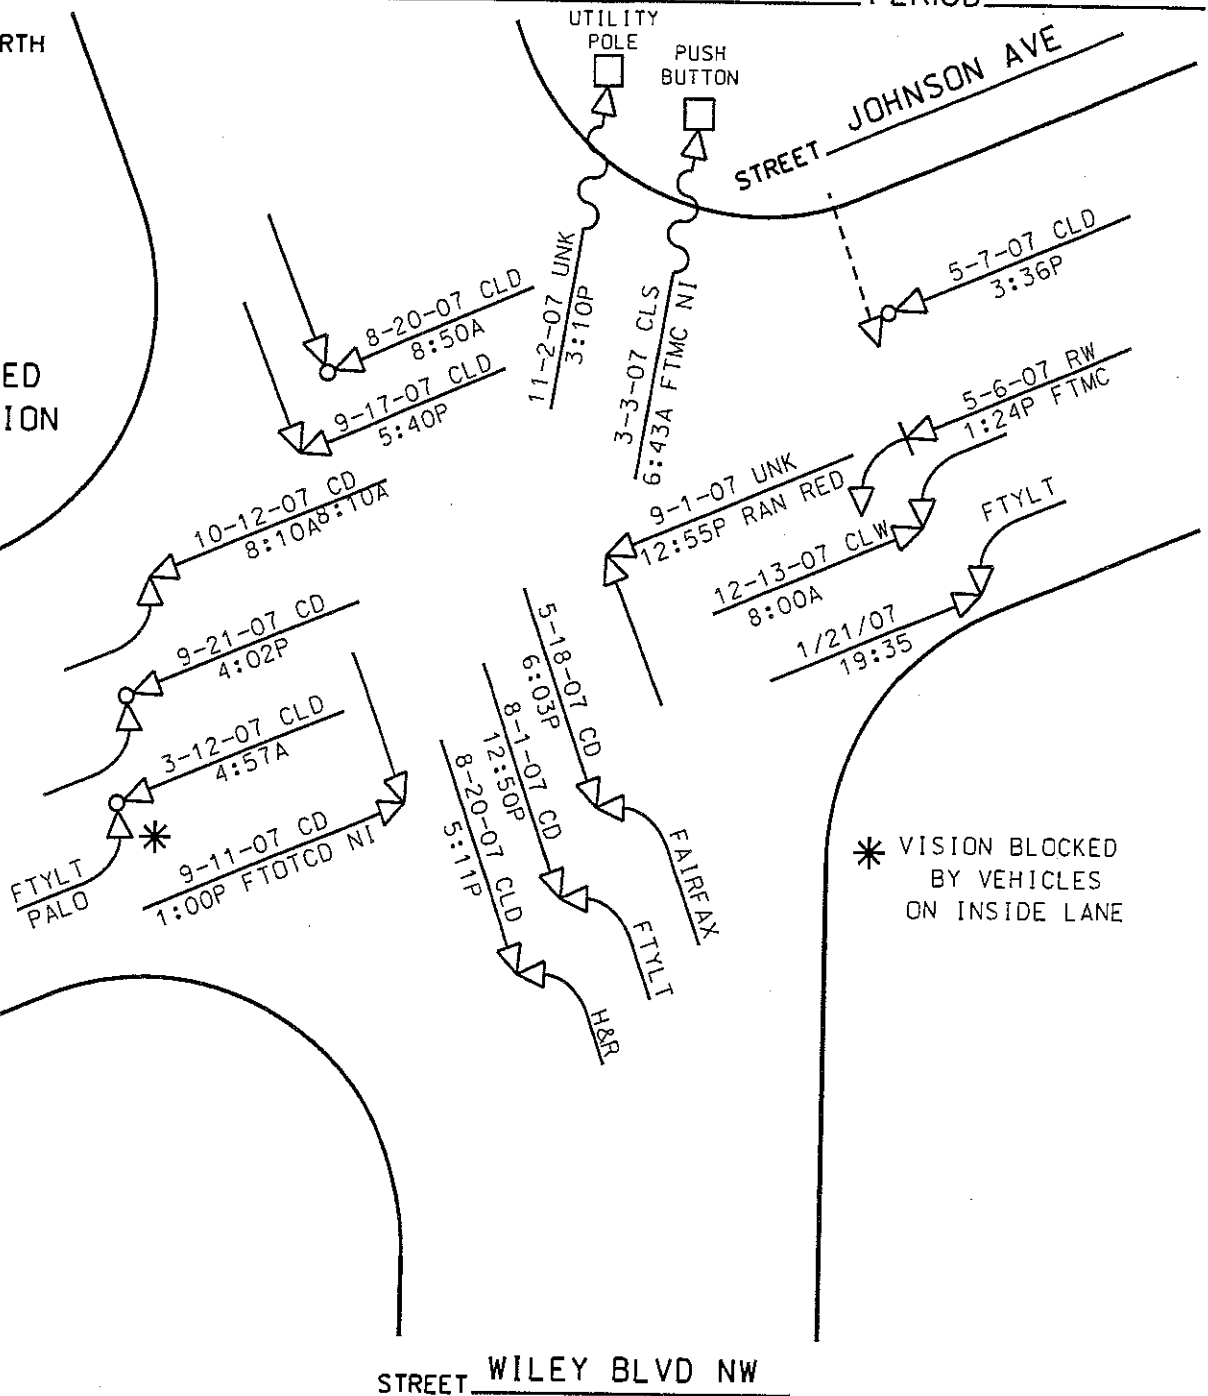 PERIOD
RTH
UTILITY
POLE
PUSH
BUTTON
STREET JOHNSON AVE
5-7-07 CLD
3:36P
8-20-07 CLD
8:50A
11-2-07 UNK
3:10P
3-3-07 CLS
6:43A FTMC NI
9-17-07 CLD
5:40P
5-6-07 RW
1:24P FTMC
ED
ION
10-12-07 CD
8:10A 8:10A
9-1-07 UNK
12:55P RAN RED
FTYLT
12-13-07 CLW
8:00A
1/21/07
19:35
9-21-07 CD
4:02P
5-18-07 CD
6:03P
FAIRFAX
8-1-07 CD
12:50P
FTYLT
8-20-07 CLD
5:11P
H&R
3-12-07 CLD
4:57A
FTYLT
PALO
9-11-07 CD
1:00P FTOTCD NI
VISION BLOCKED
BY VEHICLES
ON INSIDE LANE
STREET WILEY BLVD NW